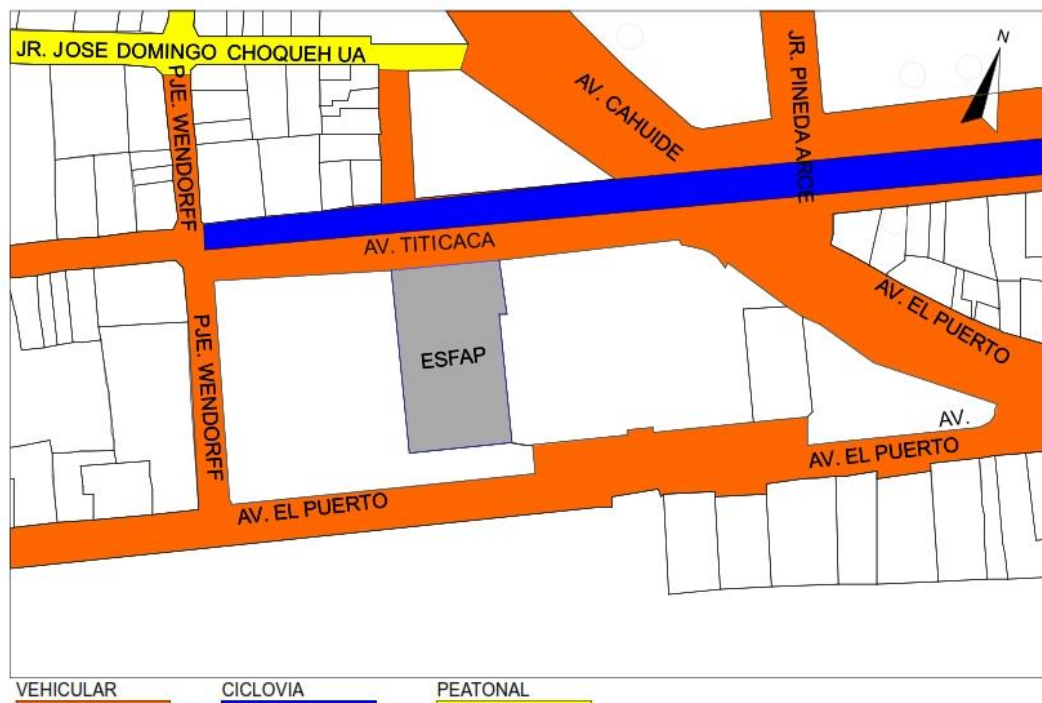 N
JR. JOSE DOMINGO CHOQUEH UA
AV. CAHUIDE
JR. PINEDA ARCE
PJE. WENDORFF
AV. TITICACA
AV. EL PUERTO
PJE. WENDORFF
ESFAP
AV.
AV. EL PUERTO
AV. EL PUERTO
VEHICULAR
CICLOVIA
PEATONAL